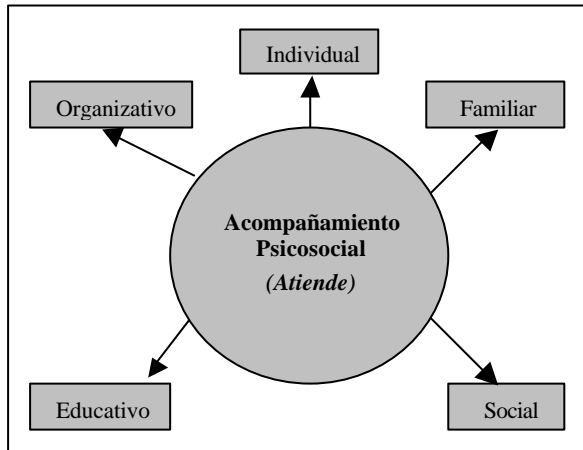 Individual
Organizativo
Familiar
Acompañamiento
Psicosocial
(Atiende)
Educativo
Social